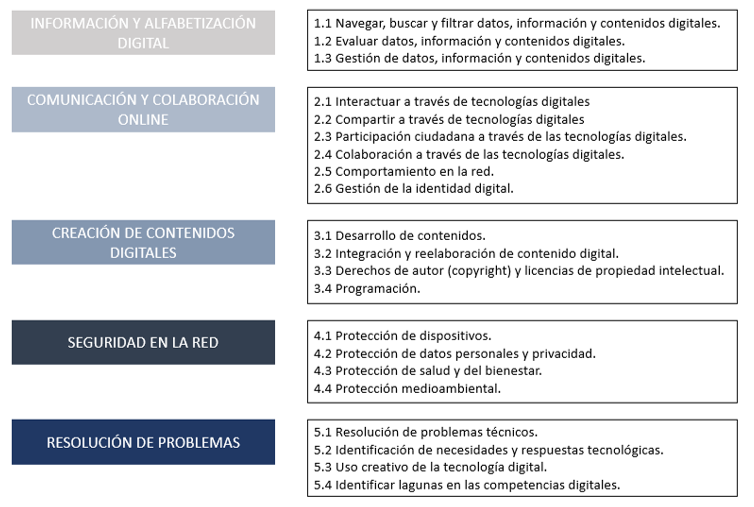 INFORMACIÓN Y ALFABETIZACIÓN
DIGITAL
1.1 Navegar, buscar y filtrar datos, información y contenidos digitales.
1.2 Evaluar datos, información y contenidos digitales.
1.3 Gestión de datos, información y contenidos digitales.
COMUNICACIÓN Y COLABORACIÓN
ONLINE
2.1 Interactuar a través de tecnologías digitales
2.2 Compartir a través de tecnologías digitales
2.3 Participación ciudadana a través de las tecnologías digitales.
2.4 Colaboración a través de las tecnologías digitales.
2.5 Comportamiento en la red.
2.6 Gestión de la identidad digital.
CREACIÓN DE CONTENIDOS
DIGITALES
3.1 Desarrollo de contenidos.
3.2 Integración y reelaboración de contenido digital.
3.3 Derechos de autor (copyright) y licencias de propiedad intelectual.
3.4 Programación.
SEGURIDAD EN LA RED
4.1 Protección de dispositivos.
4.2 Protección de datos personales y privacidad.
4.3 Protección de salud y del bienestar.
4.4 Protección medioambiental.
RESOLUCIÓN DE PROBLEMAS
5.1 Resolución de problemas técnicos.
5.2 Identificación de necesidades y respuestas tecnológicas.
5.3 Uso creativo de la tecnología digital.
5.4 Identificar lagunas en las competencias digitales.